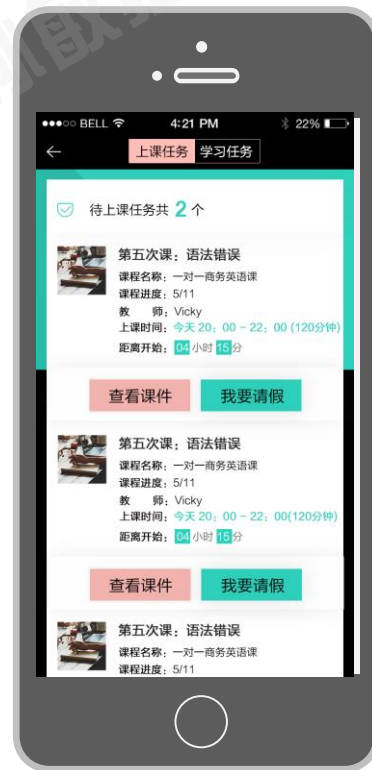 BELL 4:21 PM 22%
上课任务 学习任务
待上课任务共 2 个
第五次课：语法错误
课程名称：一对一商务英语课
课程进度：5/11
教 师：Vicky
上课时间：今天 20：00 - 22：00 (120分钟)
距离开始：04 小时 15 分
查看课件 我要请假
第五次课：语法错误
课程名称：一对一商务英语课
课程进度：5/11
教 师：Vicky
上课时间：今天 20：00 - 22：00(120分钟)
距离开始：04 小时 15 分
查看课件 我要请假
第五次课：语法错误
课程名称：一对一商务英语课
课程进度：5/11